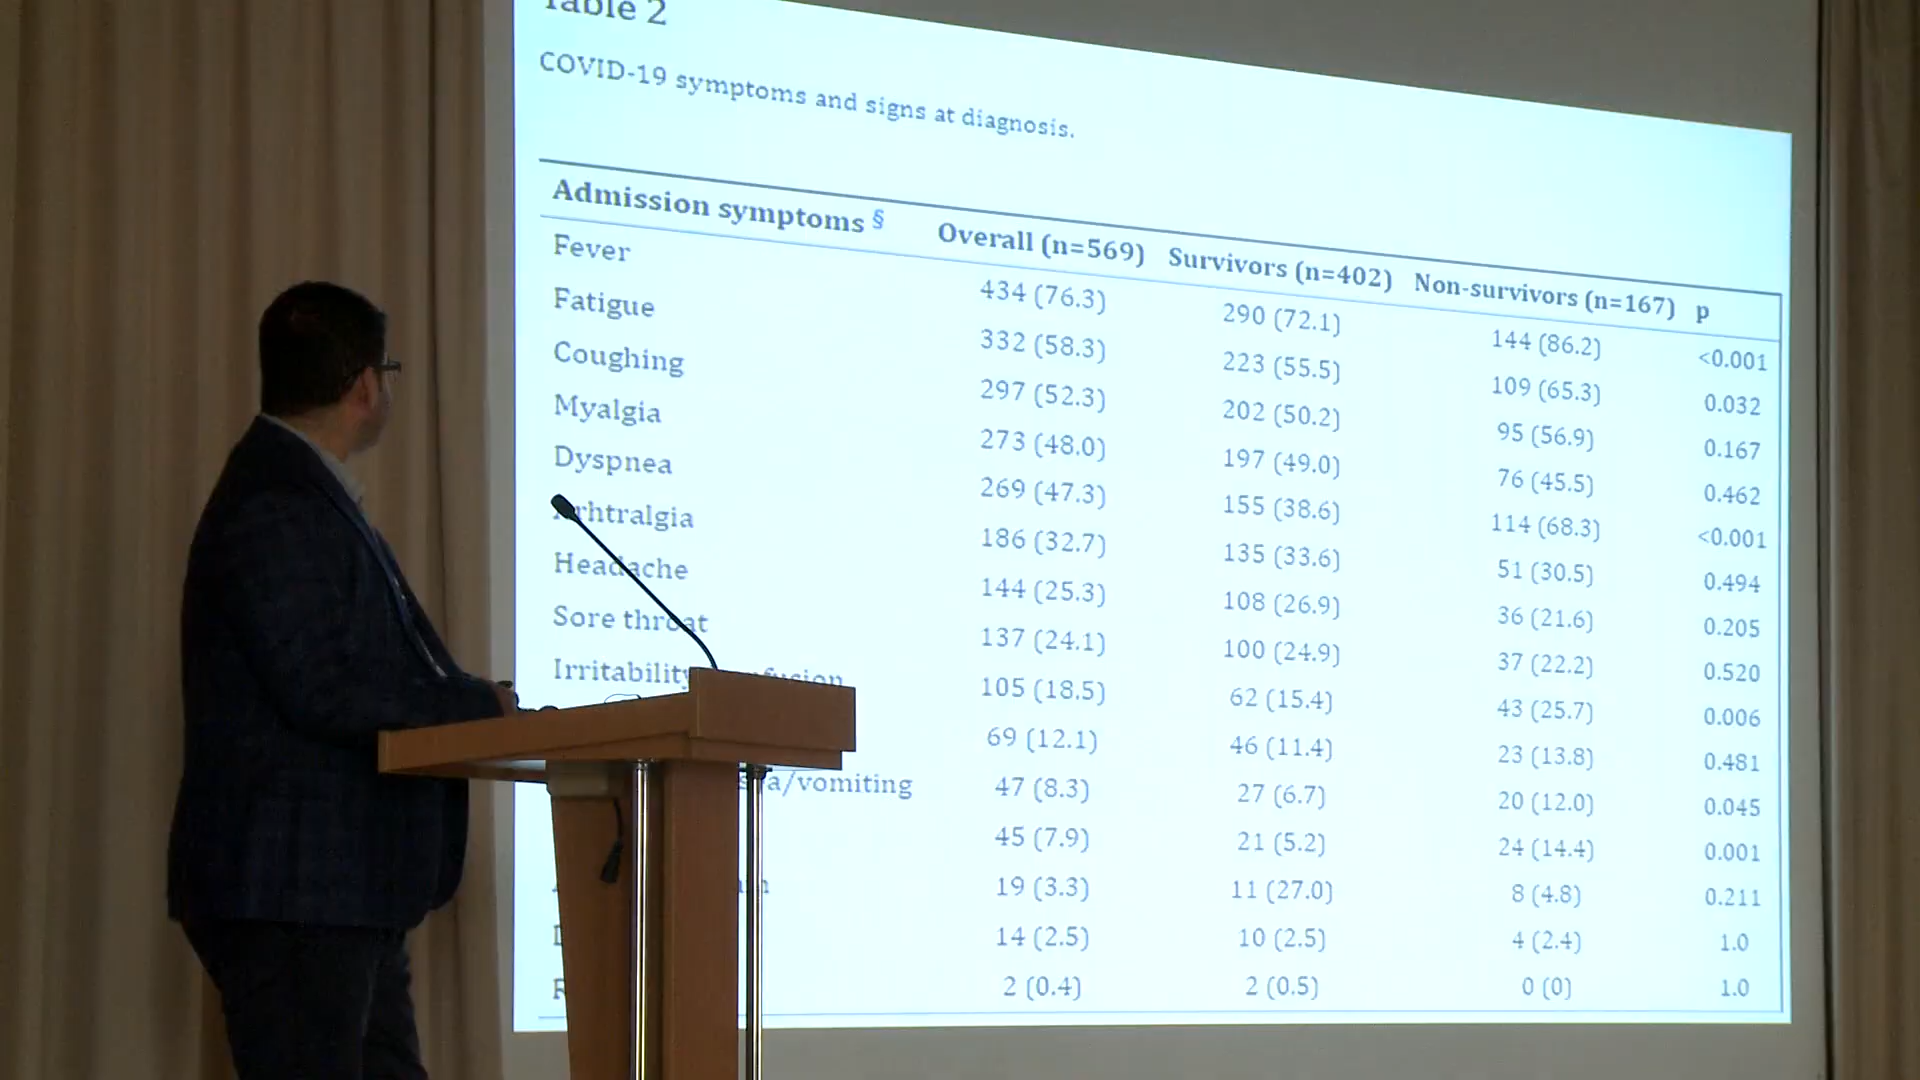 Table 2
COVID-19 symptoms and signs at diagnosis.
Admission symptoms § Overall (n=569) Survivors (n=402) Non-survivors (n=167) p
Fever 434 (76.3) 290 (72.1) 144 (86.2) <0.001
Fatigue 332 (58.3) 223 (55.5) 109 (65.3) 0.032
Coughing 297 (52.3) 202 (50.2) 95 (56.9) 0.167
Myalgia 273 (48.0) 197 (49.0) 76 (45.5) 0.462
Dyspnea 269 (47.3) 155 (38.6) 114 (68.3) <0.001
Arhtralgia 186 (32.7) 135 (33.6) 51 (30.5) 0.494
Headache 144 (25.3) 108 (26.9) 36 (21.6) 0.205
Sore throat 137 (24.1) 100 (24.9) 37 (22.2) 0.520
Irritability 105 (18.5) 62 (15.4) 43 (25.7) 0.006
69 (12.1) 46 (11.4) 23 (13.8) 0.481
/vomiting 47 (8.3) 27 (6.7) 20 (12.0) 0.045
45 (7.9) 21 (5.2) 24 (14.4) 0.001
19 (3.3) 11 (27.0) 8 (4.8) 0.211
14 (2.5) 10 (2.5) 4 (2.4) 1.0
2 (0.4) 2 (0.5) 0 (0) 1.0